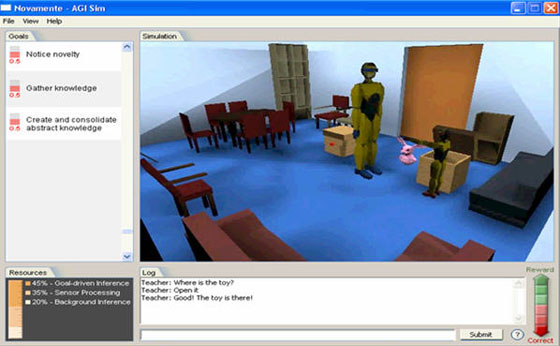 Novamente - AGI Sim
File View Help
Goals
Simulation
0.5 Notice novelty
0.5 Gather knowledge
0.5 Create and consolidate
abstract knowledge
Resources
45% - Goal-driven Inference
35% - Sensor Processing
20% - Background Inference
Log
Teacher: Where is the toy?
Teacher: Open it
Teacher: Good! The toy is there!
Submit
?
Reward
Correct